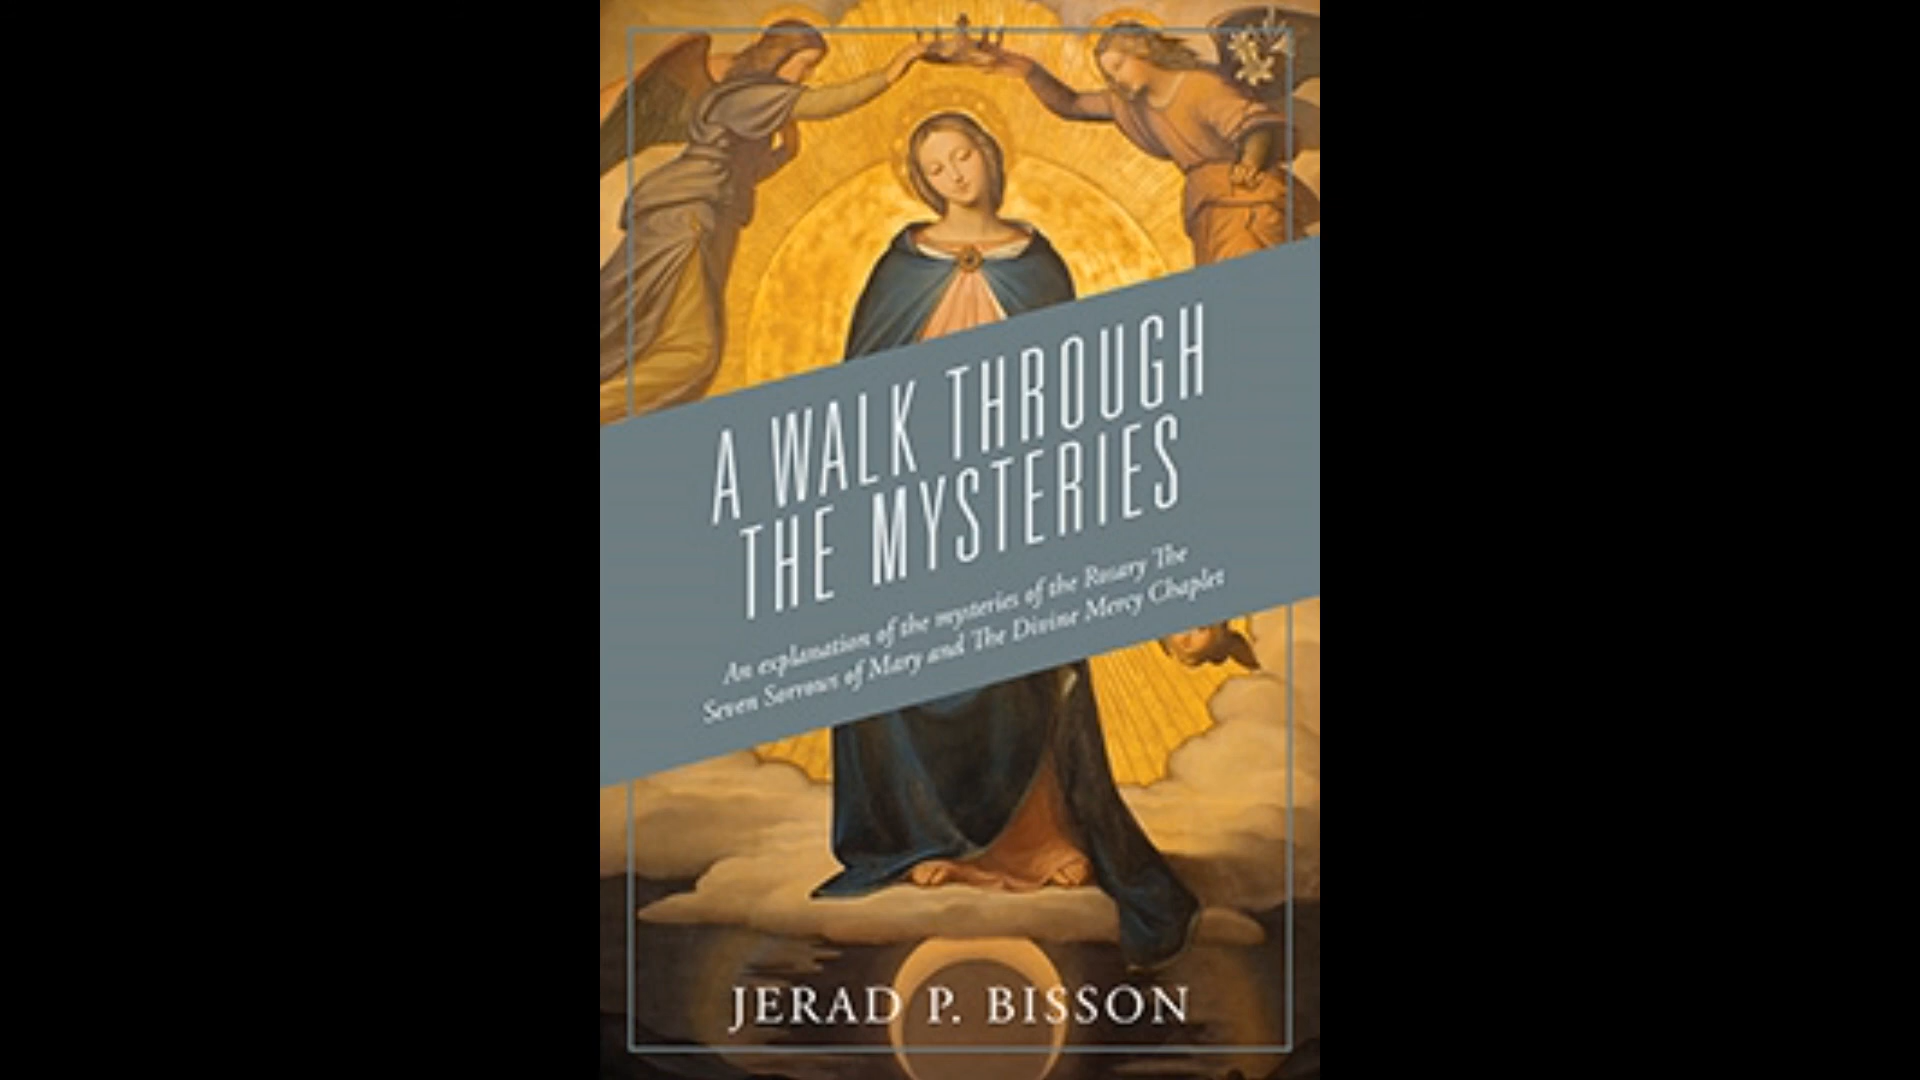 A WALK THROUGH
THE MYSTERIES
An explanation of the mysteries of the Rosary The
Seven Sorrows of Mary and The Divine Mercy Chaplet
JERAD P. BISSON